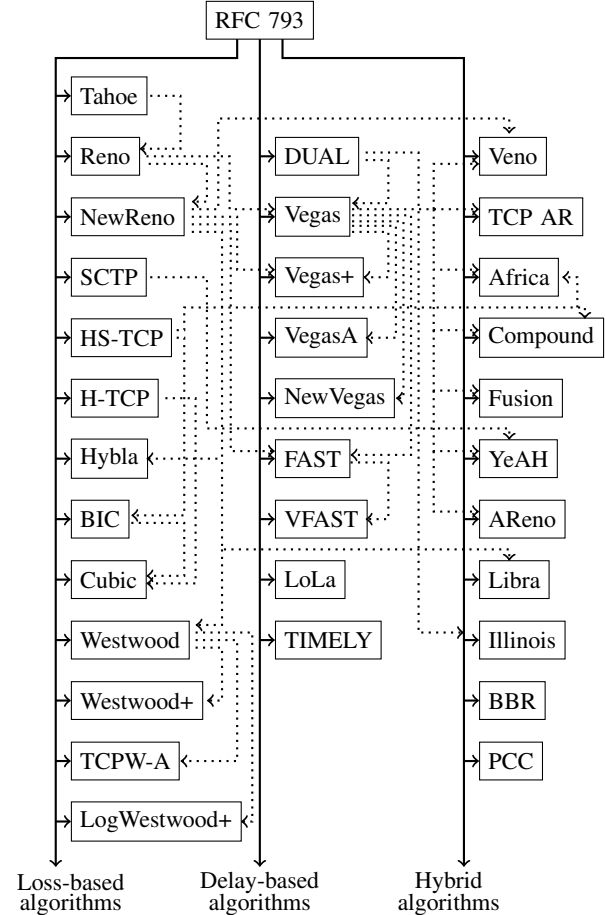 RFC 793
Tahoe
Reno
NewReno
SCTP
HS-TCP
H-TCP
Hybla
BIC
Cubic
Westwood
Westwood+
TCPW-A
LogWestwood+
Loss-based
algorithms
DUAL
Vegas
Vegas+
VegasA
NewVegas
FAST
VFAST
LoLa
TIMELY
Delay-based
algorithms
Veno
TCP AR
Africa
Compound
Fusion
YeAH
AReno
Libra
Illinois
BBR
PCC
Hybrid
algorithms